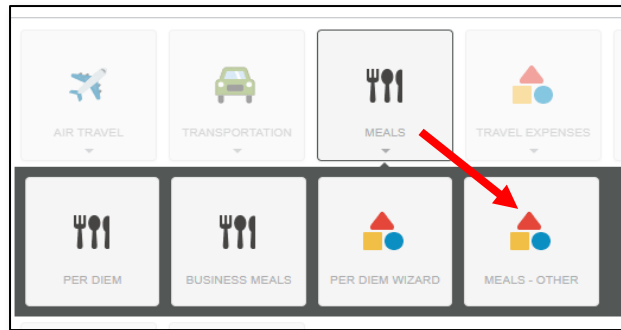 AIR TRAVEL
TRANSPORTATION
MEALS
TRAVEL EXPENSES
PER DIEM
BUSINESS MEALS
PER DIEM WIZARD
MEALS - OTHER